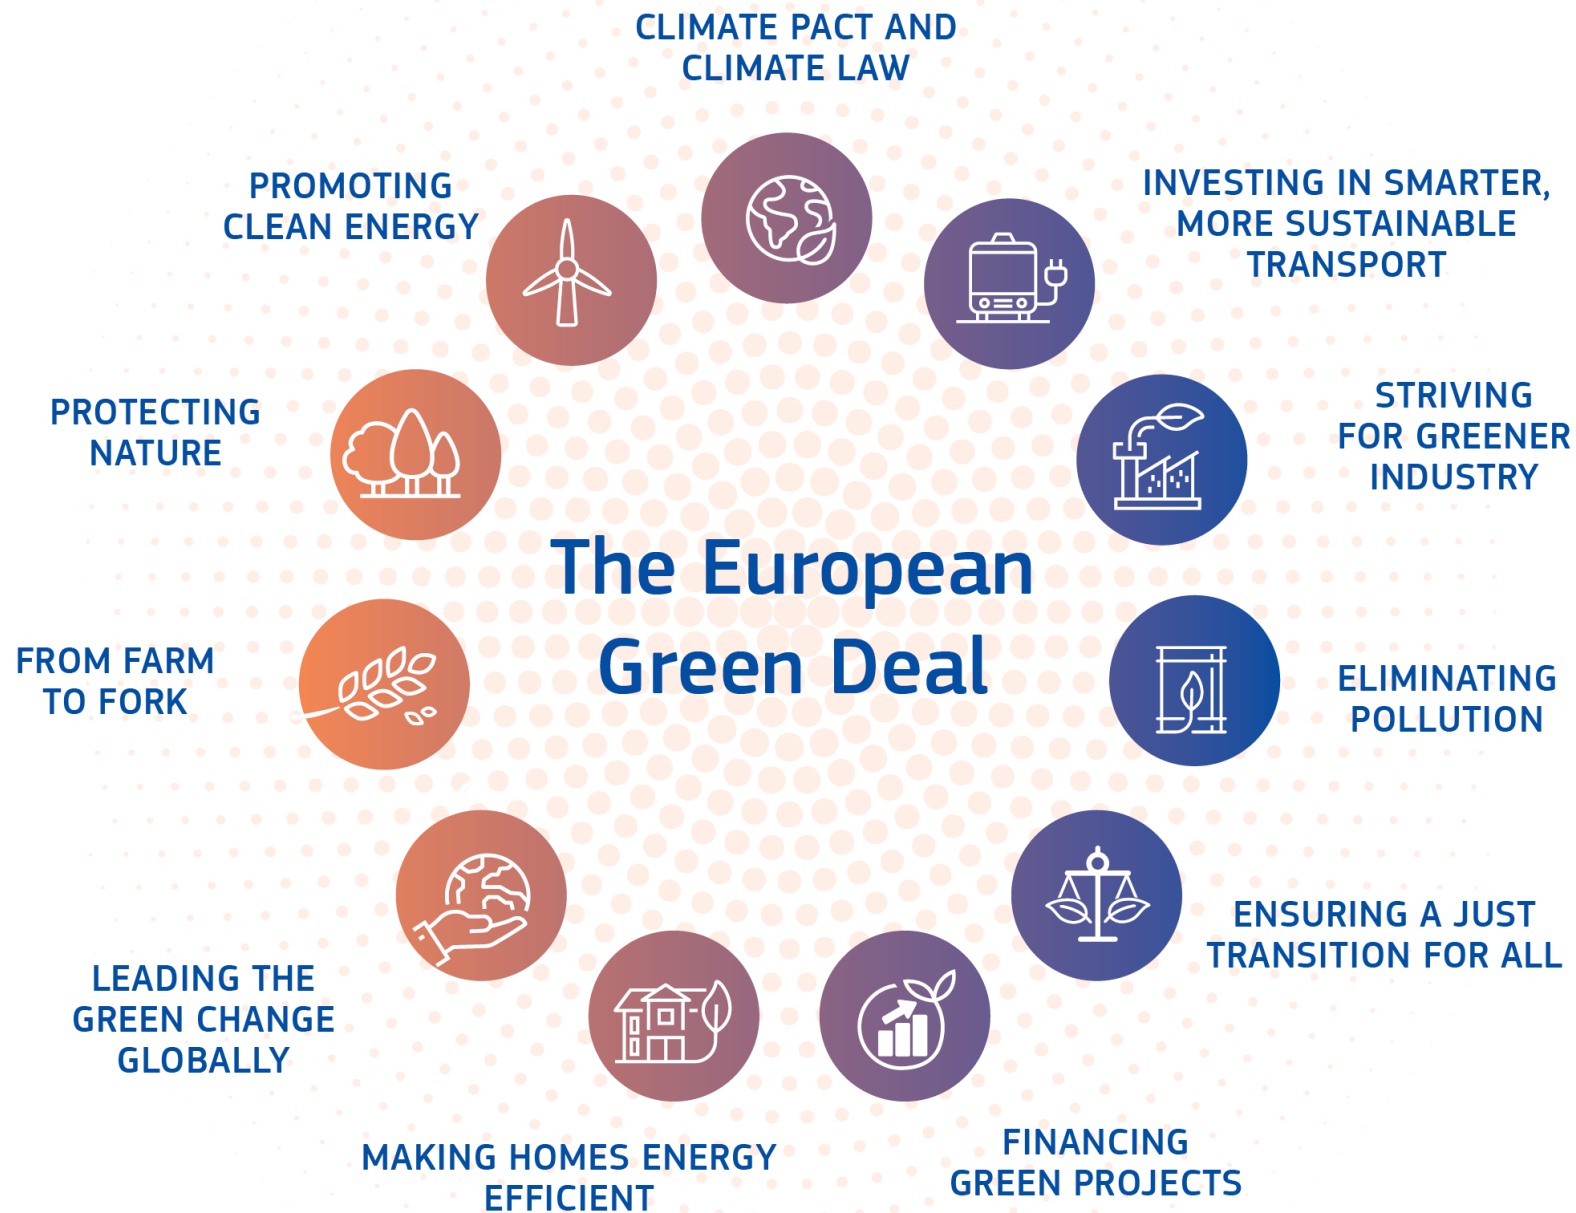 CLIMATE PACT AND
CLIMATE LAW
INVESTING IN SMARTER,
MORE SUSTAINABLE
TRANSPORT
STRIVING
FOR GREENER
INDUSTRY
ELIMINATING
POLLUTION
ENSURING A JUST
TRANSITION FOR ALL
FINANCING
GREEN PROJECTS
MAKING HOMES ENERGY
EFFICIENT
LEADING THE
GREEN CHANGE
GLOBALLY
FROM FARM
TO FORK
PROTECTING
NATURE
PROMOTING
CLEAN ENERGY
The European
Green Deal